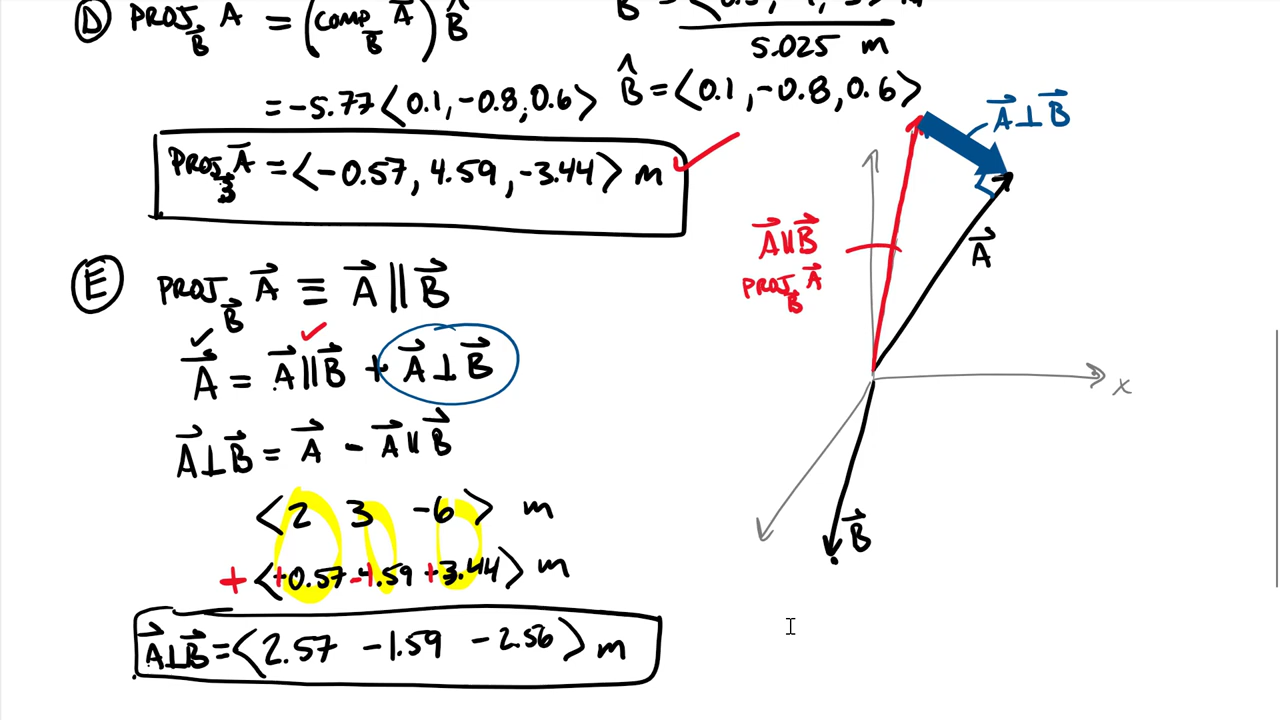 Ⓓ PROJ_B⃗ A = (COMP_B⃗ A⃗) B̂
5.025 m
= -5.77⟨0.1, -0.8, 0.6⟩
B̂ = ⟨0.1, -0.8, 0.6⟩
PROJ_B A⃗ = ⟨-0.57, 4.59, -3.44⟩ m
Ⓔ PROJ_B⃗ A⃗ ≡ A⃗∥B⃗
A⃗ = A⃗∥B⃗ + A⃗⊥B⃗
A⃗⊥B⃗ = A⃗ - A⃗∥B⃗
⟨2 3 -6⟩ m
+ ⟨+0.57 -4.59 +3.44⟩ m
A⃗⊥B⃗ = ⟨2.57 -1.59 -2.56⟩ m
A⃗⊥B⃗
A⃗∥B⃗
PROJ_B⃗ A⃗
A⃗
x
B⃗